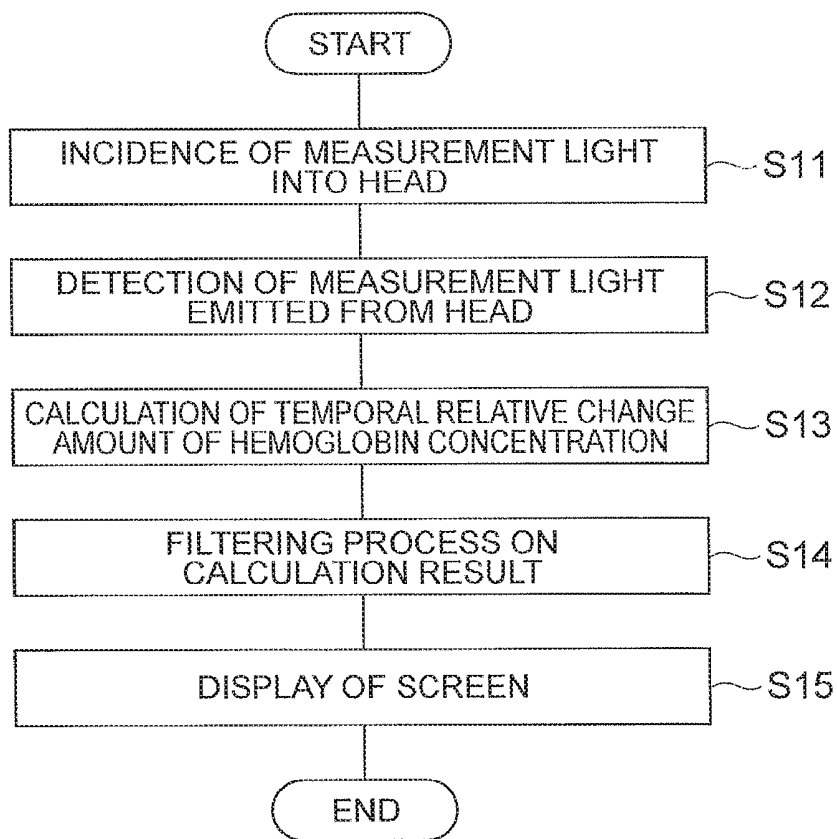 START
INCIDENCE OF MEASUREMENT LIGHT
INTO HEAD
S11
DETECTION OF MEASUREMENT LIGHT
EMITTED FROM HEAD
S12
CALCULATION OF TEMPORAL RELATIVE CHANGE
AMOUNT OF HEMOGLOBIN CONCENTRATION
S13
FILTERING PROCESS ON
CALCULATION RESULT
S14
DISPLAY OF SCREEN
S15
END